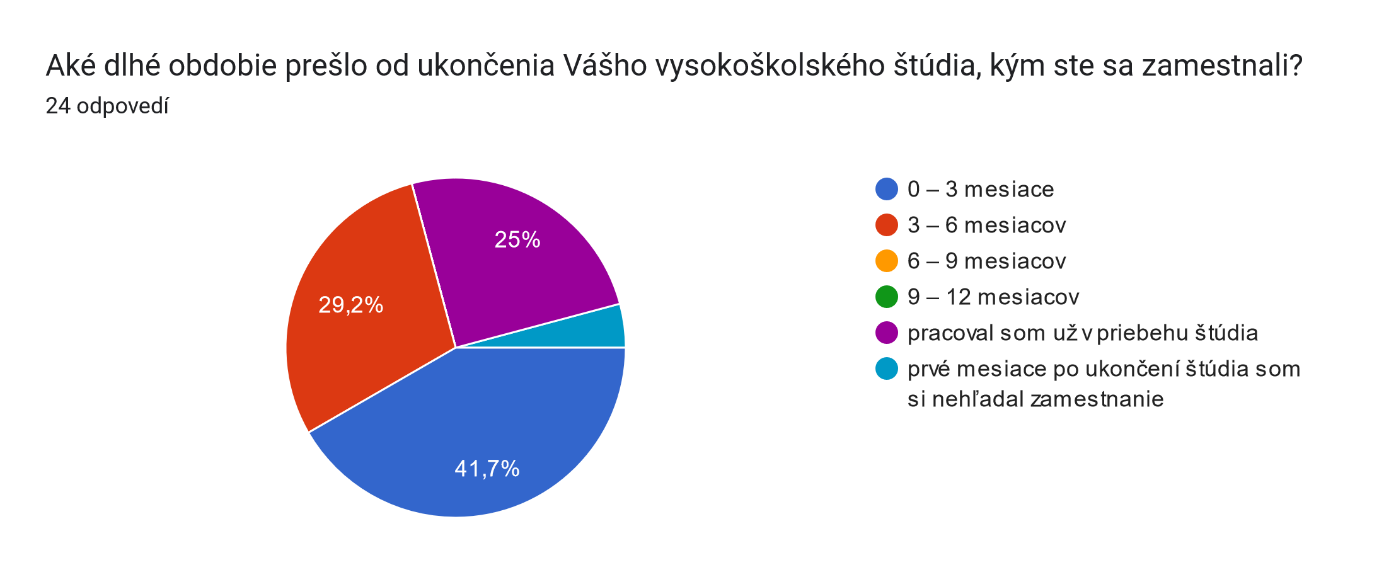 Aké dlhé obdobie prešlo od ukončenia Vášho vysokoškolského štúdia, kým ste sa zamestnali?
24 odpovedí
25%
29,2%
41,7%
0 – 3 mesiace
3 – 6 mesiacov
6 – 9 mesiacov
9 – 12 mesiacov
pracoval som už v priebehu štúdia
prvé mesiace po ukončení štúdia som
si nehľadal zamestnanie